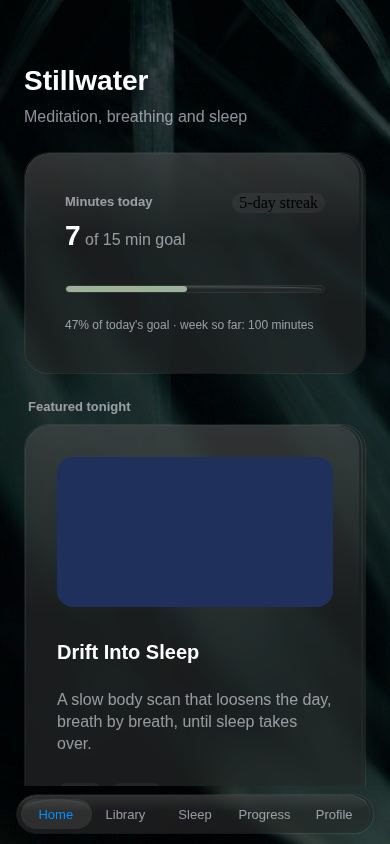 Stillwater
Meditation, breathing and sleep
Minutes today
5-day streak
7 of 15 min goal
47% of today's goal · week so far: 100 minutes
Featured tonight
Drift Into Sleep
A slow body scan that loosens the day,
breath by breath, until sleep takes
over.
Home
Library
Sleep
Progress
Profile